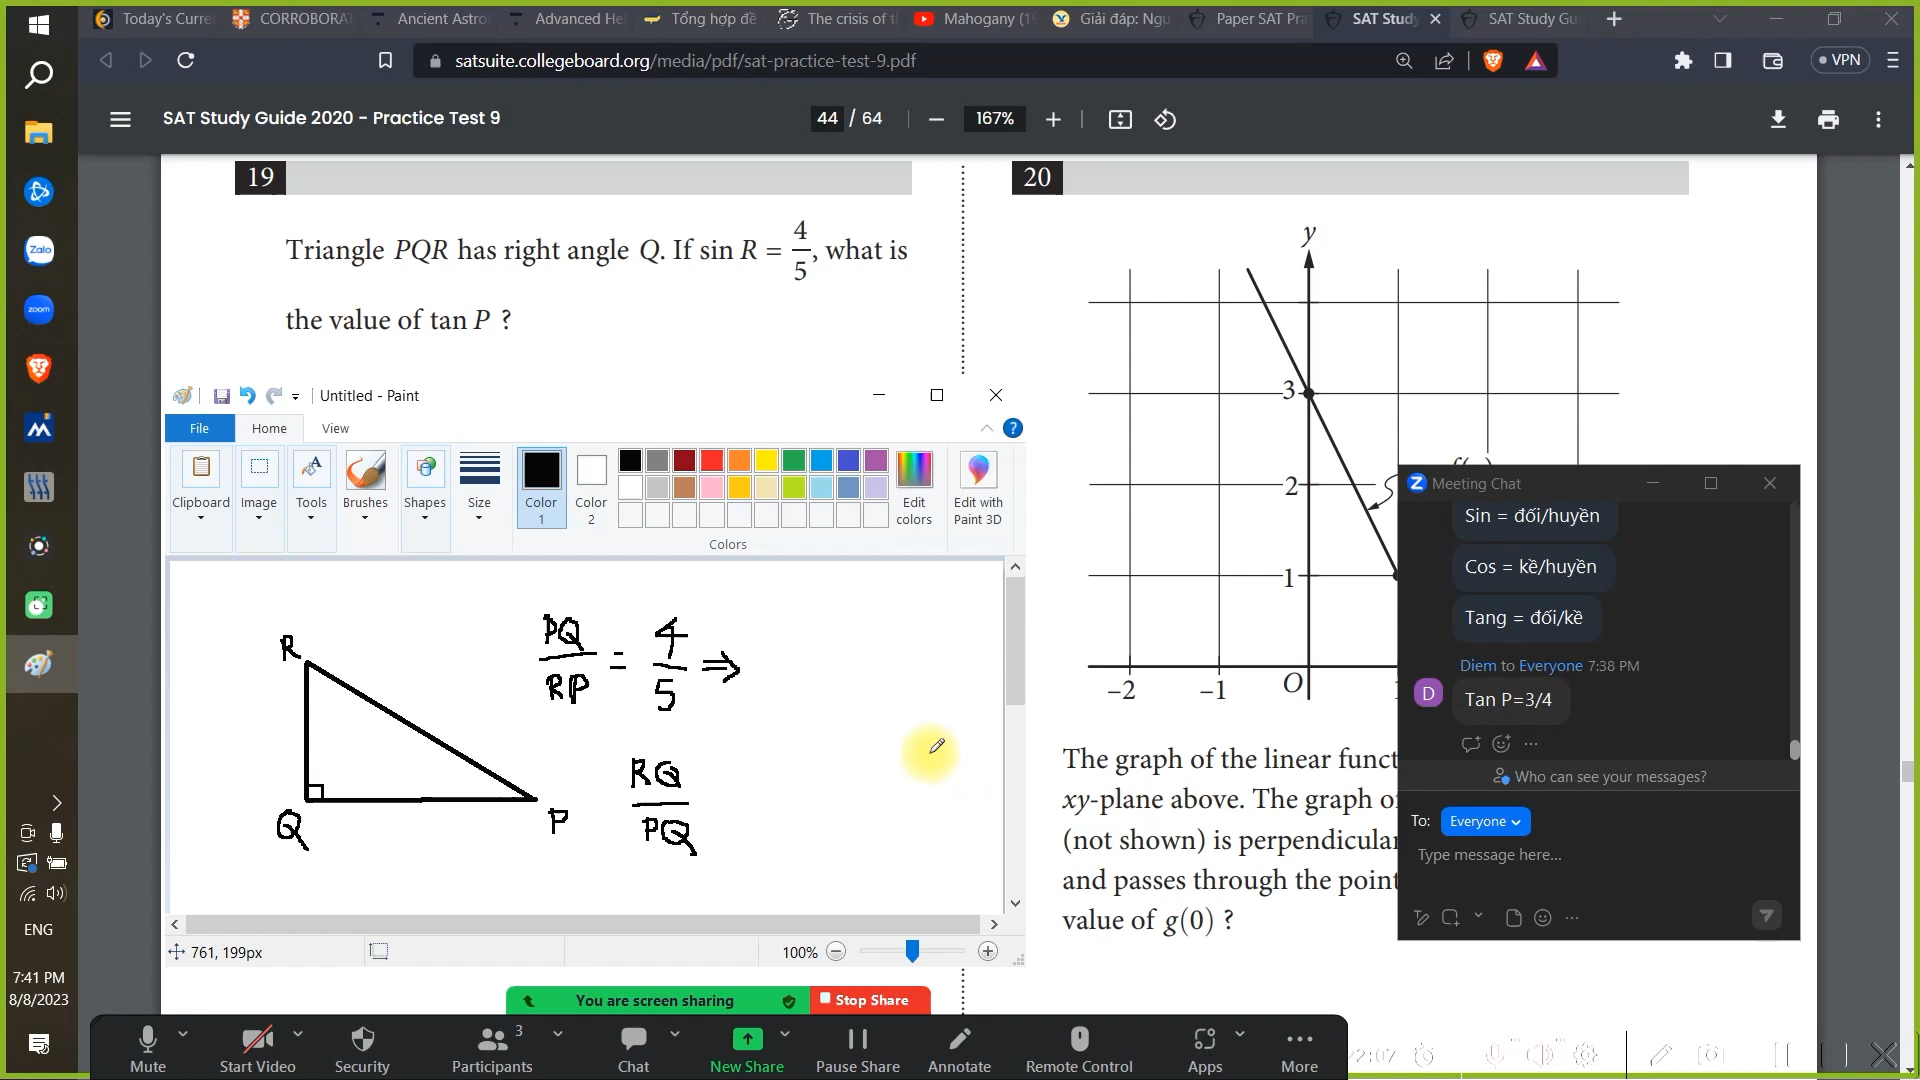 Today's Curre
CORROBORAT
Ancient Astro
Advanced He
Tổng hợp đề
The crisis of t
Mahogany (1
Giải đáp: Ngu
Paper SAT Pra
SAT Study
SAT Study Gu
satsuite.collegeboard.org/media/pdf/sat-practice-test-9.pdf
VPN
SAT Study Guide 2020 - Practice Test 9
44 / 64
167%
19
Triangle PQR has right angle Q. If sin R = 4/5, what is
the value of tan P ?
20
y
3
2
1
-2
-1
O
The graph of the linear funct
xy-plane above. The graph o
(not shown) is perpendicular
and passes through the point
value of g(0) ?
Untitled - Paint
File
Home
View
Clipboard
Image
Tools
Brushes
Shapes
Size
Color 1
Color 2
Edit colors
Edit with Paint 3D
Colors
R
Q
P
PQ/RP = 4/5 ⇒
RQ/PQ
761, 199px
100%
Meeting Chat
Sin = đối/huyền
Cos = kề/huyền
Tang = đối/kề
Diem to Everyone 7:38 PM
D
Tan P=3/4
Who can see your messages?
To: Everyone
Type message here...
Zalo
zoom
ENG
7:41 PM
8/8/2023
You are screen sharing
Stop Share
Mute
Start Video
Security
Participants
3
Chat
New Share
Pause Share
Annotate
Remote Control
Apps
More